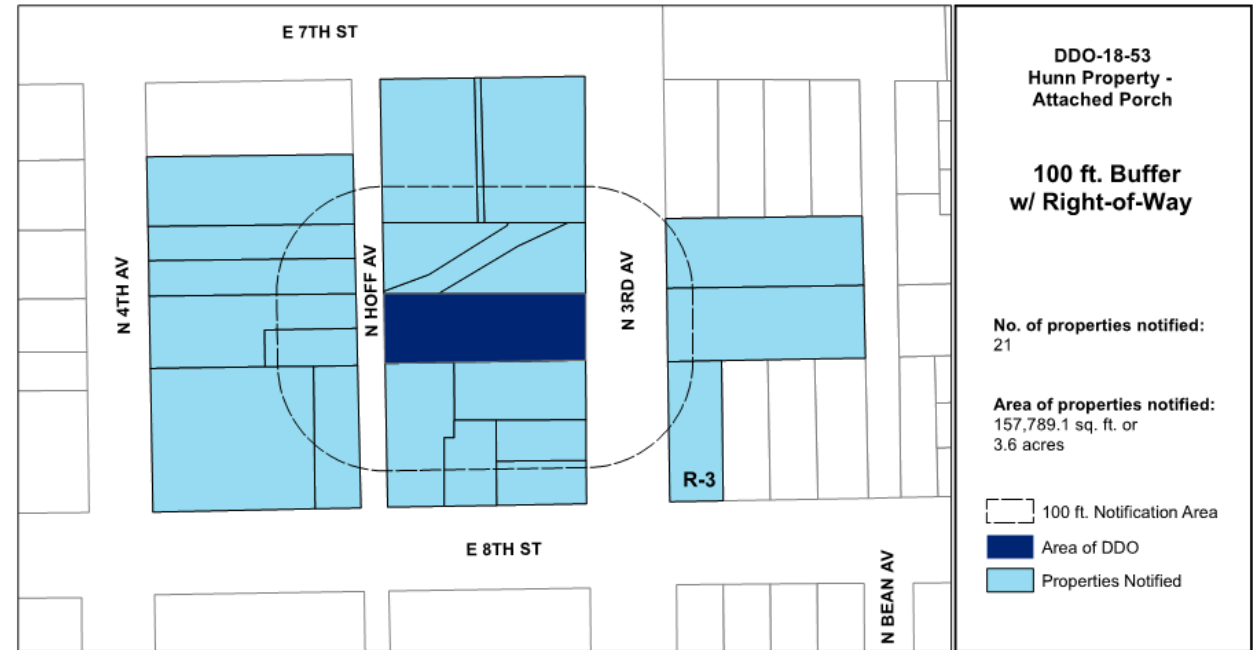 E 7TH ST
N 4TH AV
N HOFF AV
N 3RD AV
R-3
E 8TH ST
N BEAN AV
DDO-18-53
Hunn Property -
Attached Porch
100 ft. Buffer
w/ Right-of-Way
No. of properties notified:
21
Area of properties notified:
157,789.1 sq. ft. or
3.6 acres
100 ft. Notification Area
Area of DDO
Properties Notified